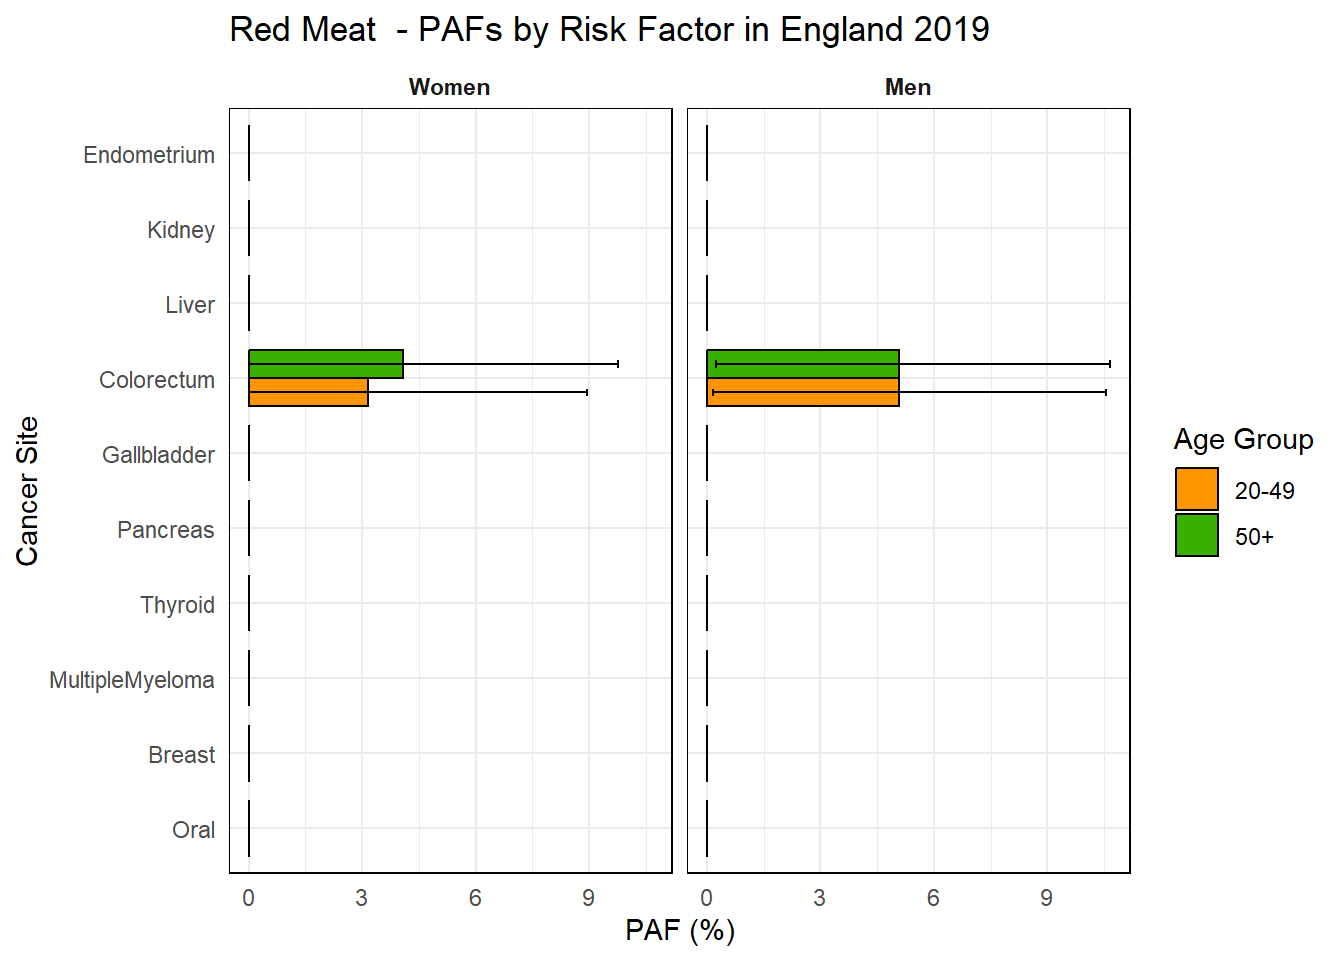 Red Meat  - PAFs by Risk Factor in England 2019
Women
Men
Endometrium
Kidney
Liver
Colorectum
Gallbladder
Pancreas
Thyroid
MultipleMyeloma
Breast
Oral
Cancer Site
0 3 6 9
0 3 6 9
PAF (%)
Age Group
20-49
50+